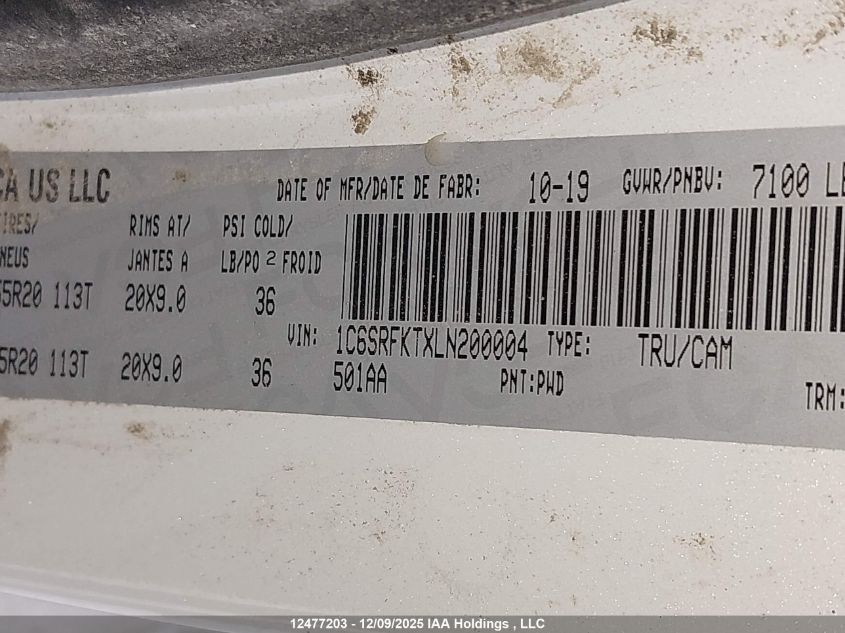 CA US LLC DATE OF MFR/DATE DE FABR: 10-19 GVWR/PNBV: 7100 LB
TIRES/ RIMS AT/ PSI COLD/
NEUS JANTES A LB/PO 2 FROID
55R20 113T 20X9.0 36
VIN: 1C6SRFKTXLN200004 TYPE: TRU/CAM
5R20 113T 20X9.0 36 501AA PNT:PWD
TRM:
12477203 - 12/09/2025 IAA Holdings , LLC